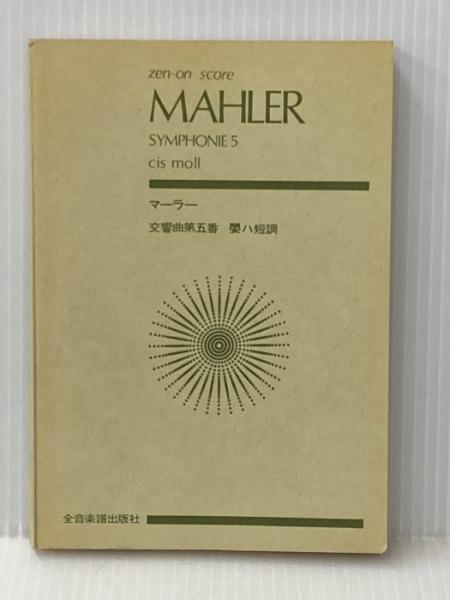 zen-on score
MAHLER
SYMPHONIE 5
cis moll
マーラー
交響曲第五番 嬰ハ短調
全音楽譜出版社